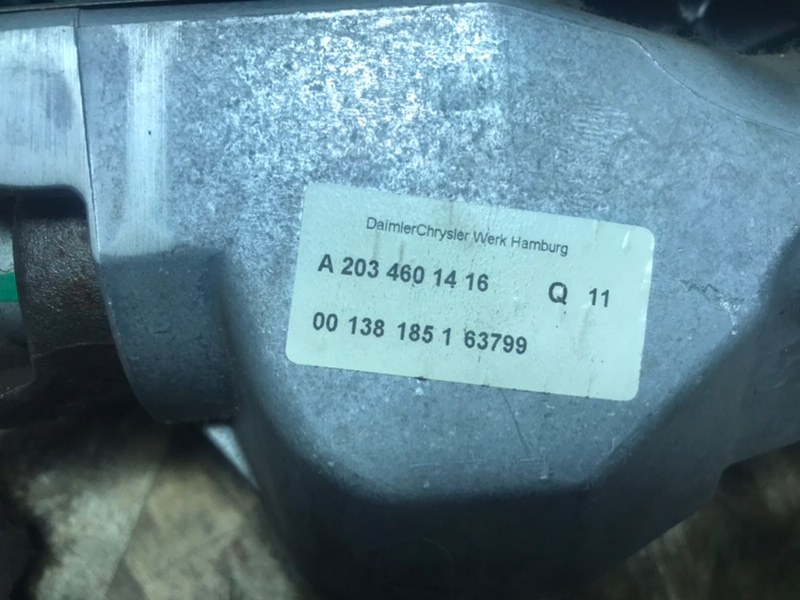 DaimlerChrysler Werk Hamburg
A 203 460 14 16 Q 11
00 138 185 1 63799